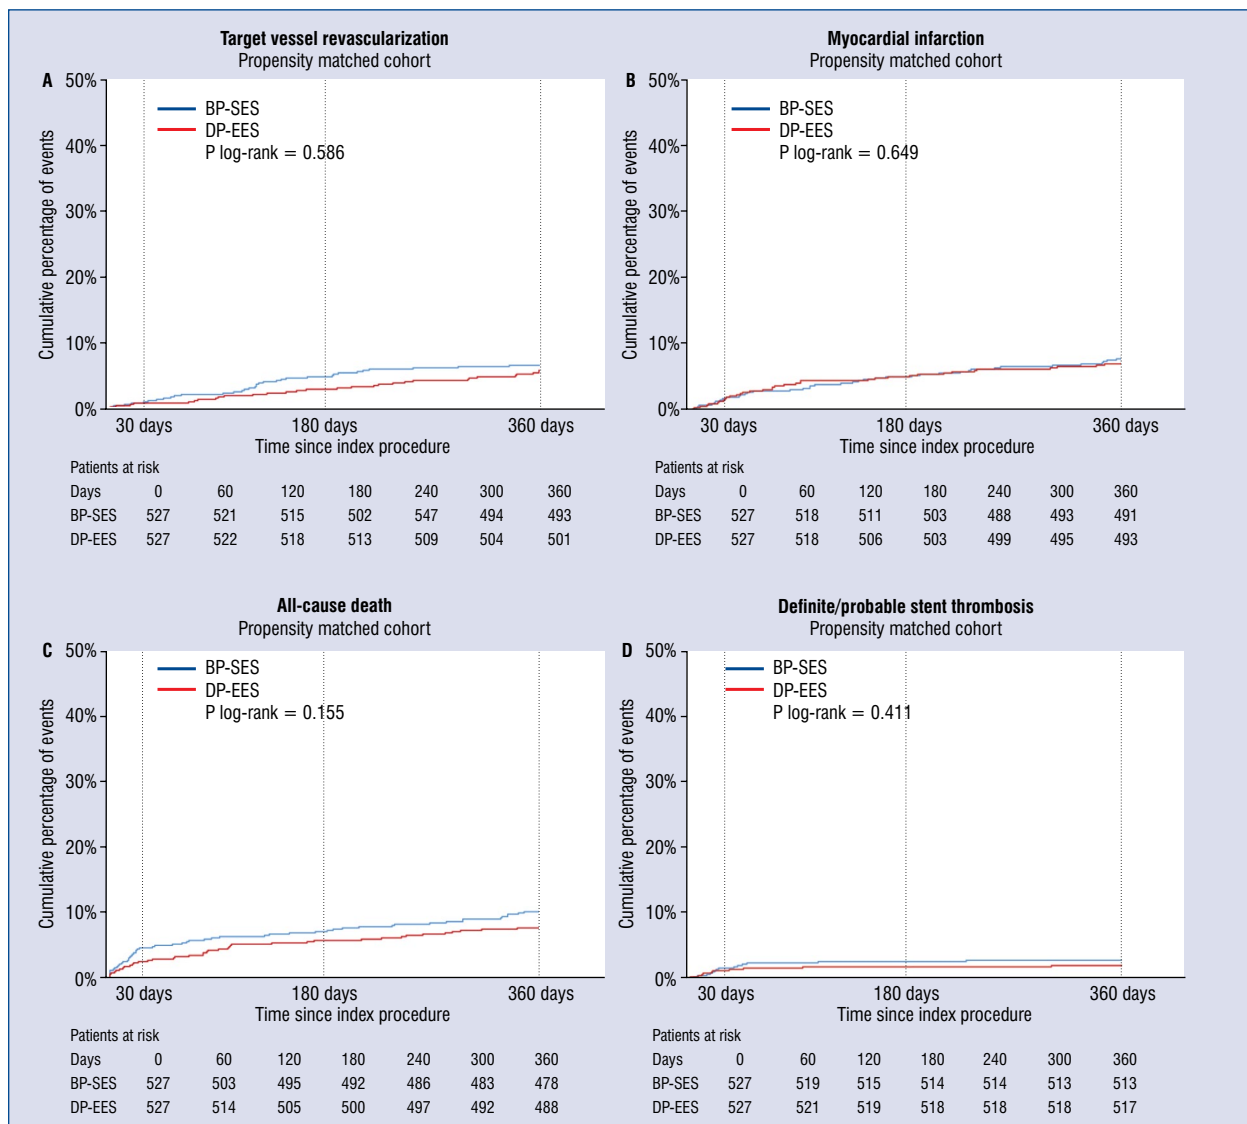 Target vessel revascularization
Propensity matched cohort
A
50%
40%
30%
20%
10%
0%
Cumulative percentage of events
BP-SES
DP-EES
P log-rank = 0.586
30 days 180 days 360 days
Time since index procedure
Patients at risk
Days 0 60 120 180 240 300 360
BP-SES 527 521 515 502 547 494 493
DP-EES 527 522 518 513 509 504 501
Myocardial infarction
Propensity matched cohort
B
50%
40%
30%
20%
10%
0%
Cumulative percentage of events
BP-SES
DP-EES
P log-rank = 0.649
30 days 180 days 360 days
Time since index procedure
Patients at risk
Days 0 60 120 180 240 300 360
BP-SES 527 518 511 503 488 493 491
DP-EES 527 518 506 503 499 495 493
All-cause death
Propensity matched cohort
C
50%
40%
30%
20%
10%
0%
Cumulative percentage of events
BP-SES
DP-EES
P log-rank = 0.155
30 days 180 days 360 days
Time since index procedure
Patients at risk
Days 0 60 120 180 240 300 360
BP-SES 527 503 495 492 486 483 478
DP-EES 527 514 505 500 497 492 488
Definite/probable stent thrombosis
Propensity matched cohort
D
50%
40%
30%
20%
10%
0%
Cumulative percentage of events
BP-SES
DP-EES
P log-rank = 0.411
30 days 180 days 360 days
Time since index procedure
Patients at risk
Days 0 60 120 180 240 300 360
BP-SES 527 519 515 514 514 513 513
DP-EES 527 521 519 518 518 518 517